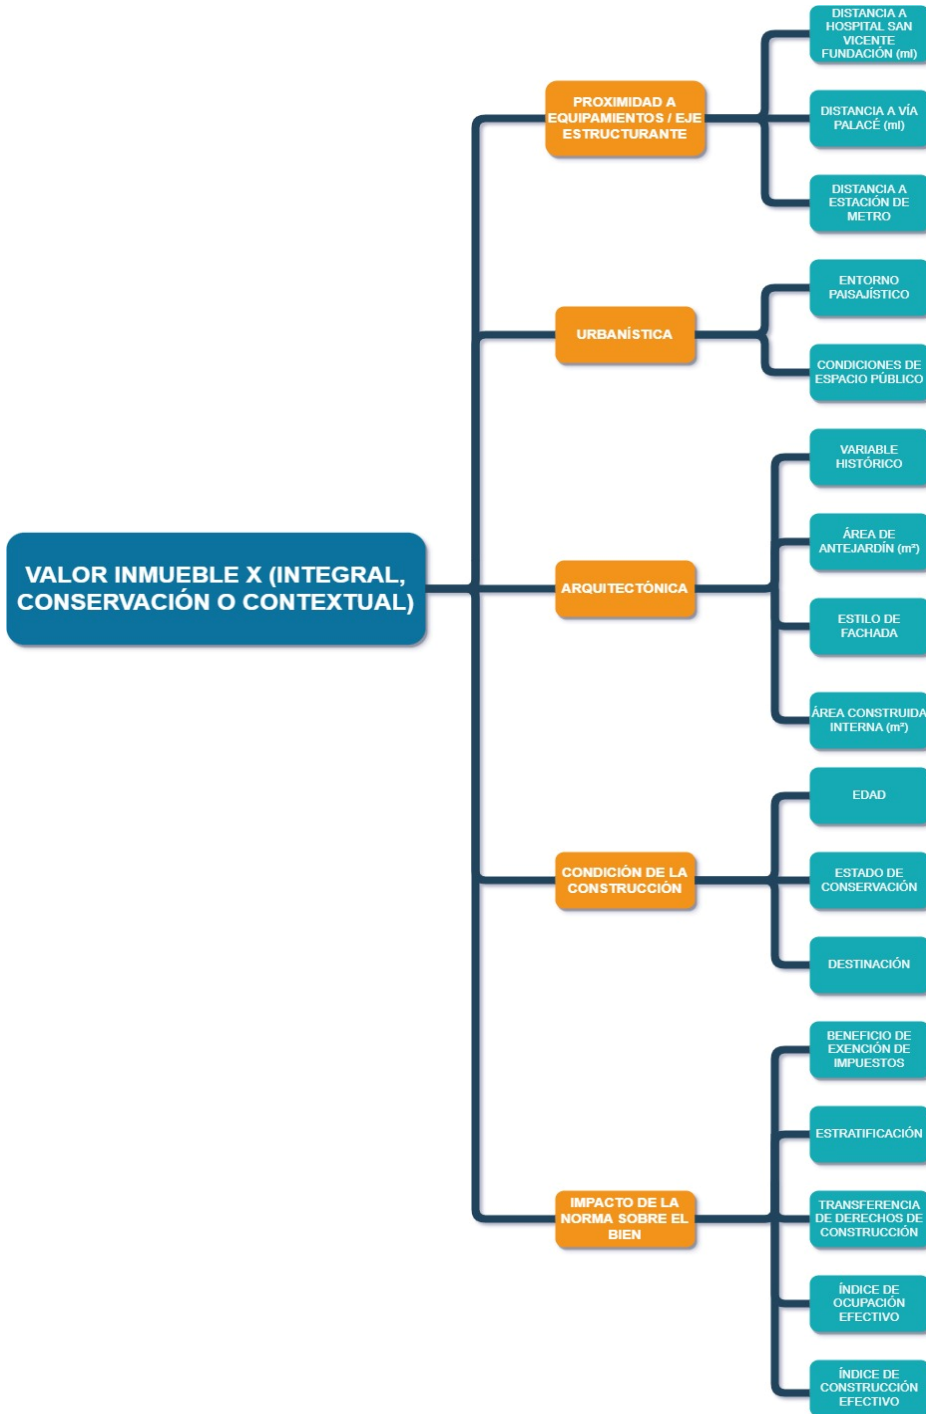 DISTANCIA A
HOSPITAL SAN
VICENTE
FUNDACIÓN (ml)
PROXIMIDAD A
EQUIPAMIENTOS / EJE
ESTRUCTURANTE
DISTANCIA A VÍA
PALACÉ (ml)
DISTANCIA A
ESTACIÓN DE
METRO
URBANÍSTICA
ENTORNO
PAISAJÍSTICO
CONDICIONES DE
ESPACIO PÚBLICO
VALOR INMUEBLE X (INTEGRAL,
CONSERVACIÓN O CONTEXTUAL)
ARQUITECTÓNICA
VARIABLE
HISTÓRICO
ÁREA DE
ANTEJARDÍN (m²)
ESTILO DE
FACHADA
ÁREA CONSTRUIDA
INTERNA (m²)
CONDICIÓN DE LA
CONSTRUCCIÓN
EDAD
ESTADO DE
CONSERVACIÓN
DESTINACIÓN
IMPACTO DE LA
NORMA SOBRE EL
BIEN
BENEFICIO DE
EXENCIÓN DE
IMPUESTOS
ESTRATIFICACIÓN
TRANSFERENCIA
DE DERECHOS DE
CONSTRUCCIÓN
ÍNDICE DE
OCUPACIÓN
EFECTIVO
ÍNDICE DE
CONSTRUCCIÓN
EFECTIVO